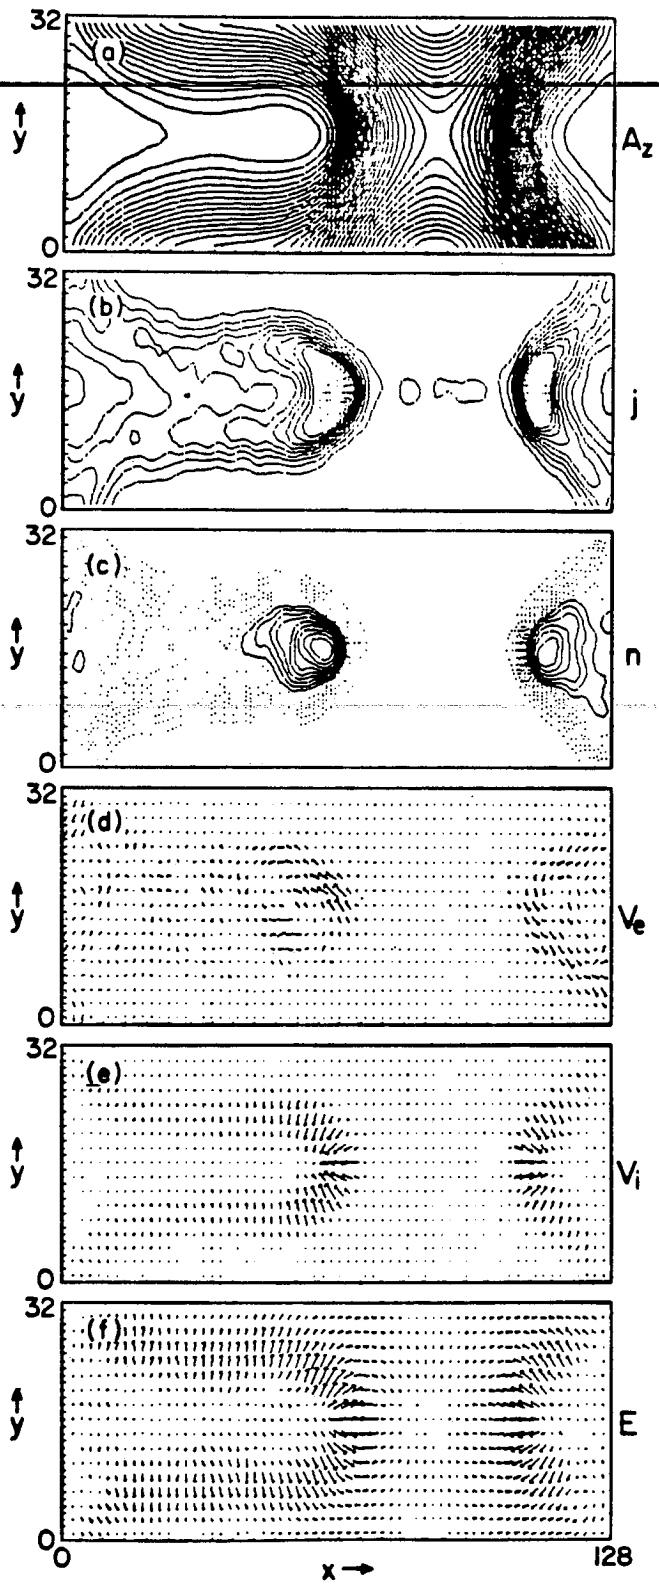 32
(a)
↑
y
A_z
0
32
(b)
↑
y
j
0
32
(c)
↑
y
n
0
32
(d)
↑
y
V_e
0
32
(e)
↑
y
V_i
0
32
(f)
↑
y
E
0
0
x →
128